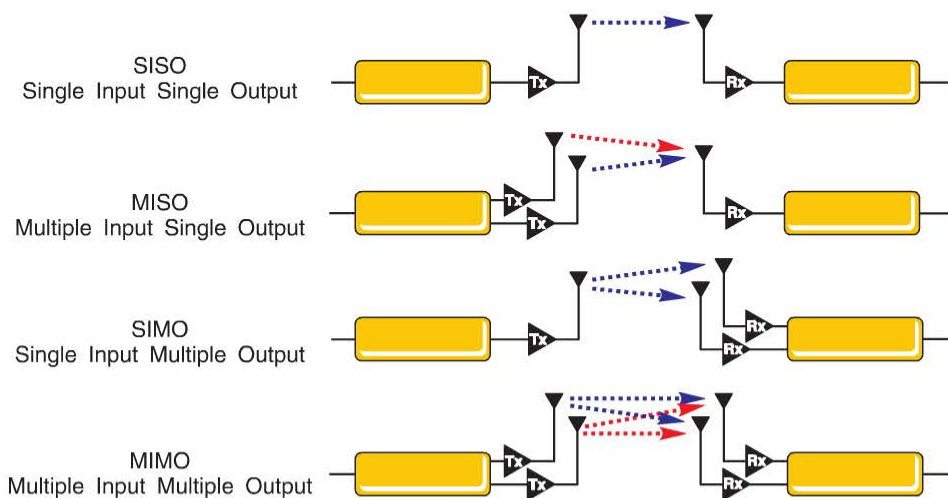 SISO
Single Input Single Output
Tx
Rx
MISO
Multiple Input Single Output
Tx
Tx
Rx
SIMO
Single Input Multiple Output
Tx
Rx
Rx
MIMO
Multiple Input Multiple Output
Tx
Tx
Rx
Rx